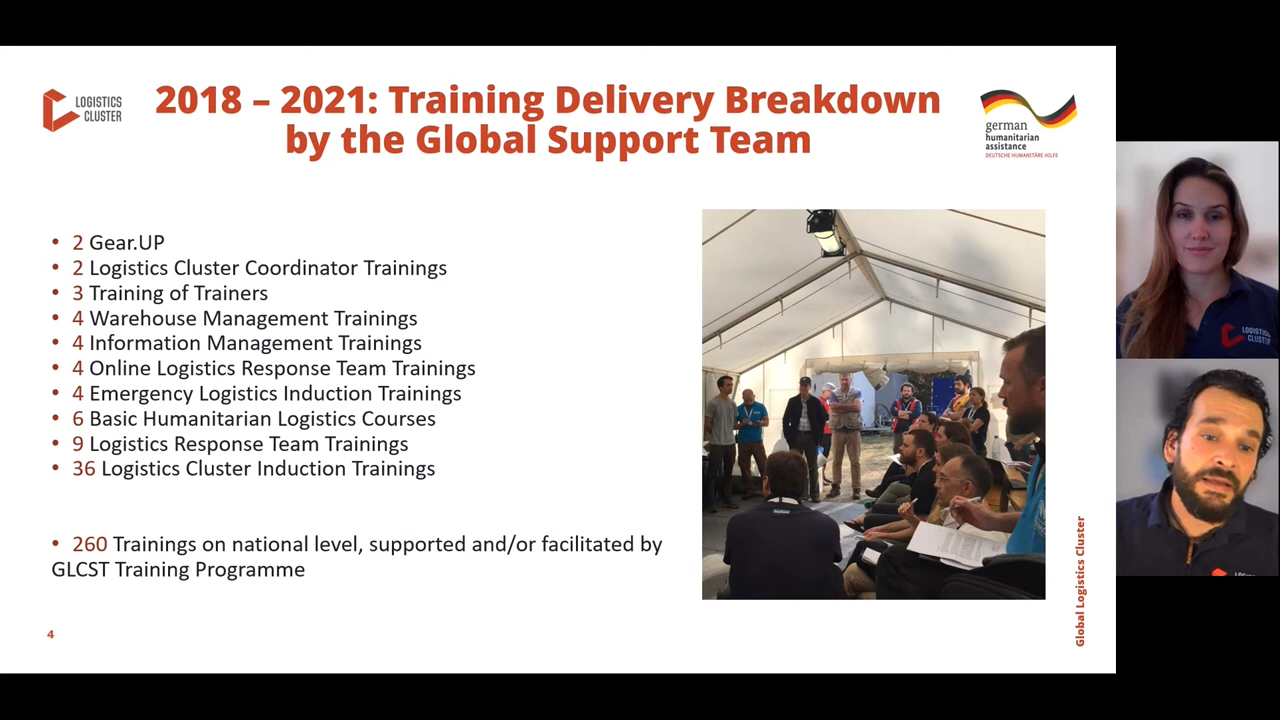 LOGISTICS
CLUSTER
2018 – 2021: Training Delivery Breakdown
by the Global Support Team
german
humanitarian
assistance
DEUTSCHE HUMANITÄRE HILFE
• 2 Gear.UP
• 2 Logistics Cluster Coordinator Trainings
• 3 Training of Trainers
• 4 Warehouse Management Trainings
• 4 Information Management Trainings
• 4 Online Logistics Response Team Trainings
• 4 Emergency Logistics Induction Trainings
• 6 Basic Humanitarian Logistics Courses
• 9 Logistics Response Team Trainings
• 36 Logistics Cluster Induction Trainings
• 260 Trainings on national level, supported and/or facilitated by
GLCST Training Programme
4
Global Logistics Cluster
LOGISTICS
CLUSTER